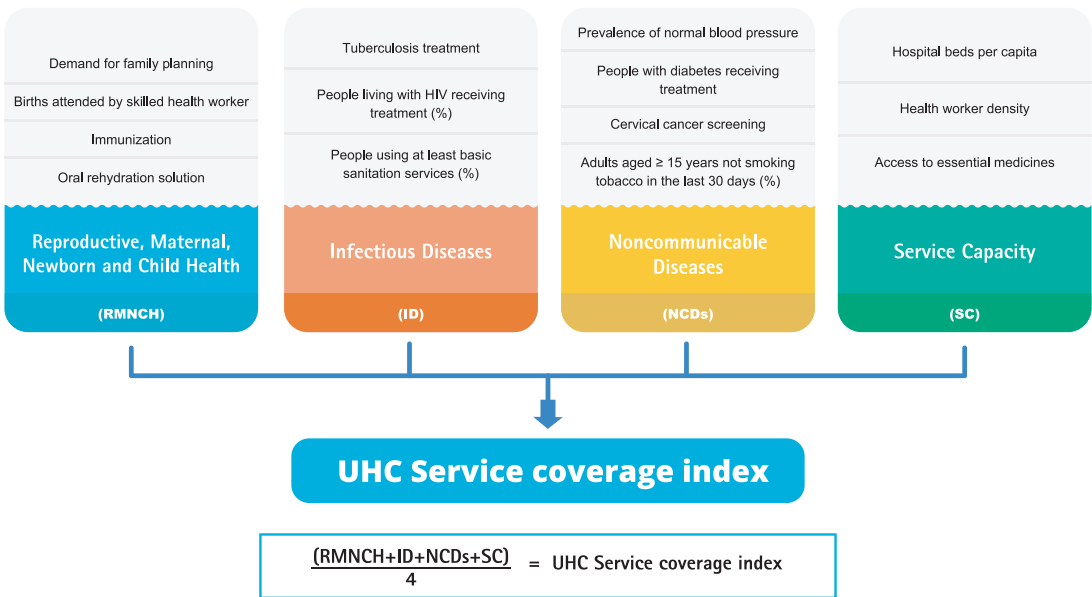 Demand for family planning
Births attended by skilled health worker
Immunization
Oral rehydration solution
Reproductive, Maternal,
Newborn and Child Health
(RMNCH)
Tuberculosis treatment
People living with HIV receiving
treatment (%)
People using at least basic
sanitation services (%)
Infectious Diseases
(ID)
Prevalence of normal blood pressure
People with diabetes receiving
treatment
Cervical cancer screening
Adults aged ≥ 15 years not smoking
tobacco in the last 30 days (%)
Noncommunicable
Diseases
(NCDs)
Hospital beds per capita
Health worker density
Access to essential medicines
Service Capacity
(SC)
UHC Service coverage index
(RMNCH+ID+NCDs+SC)
4
= UHC Service coverage index